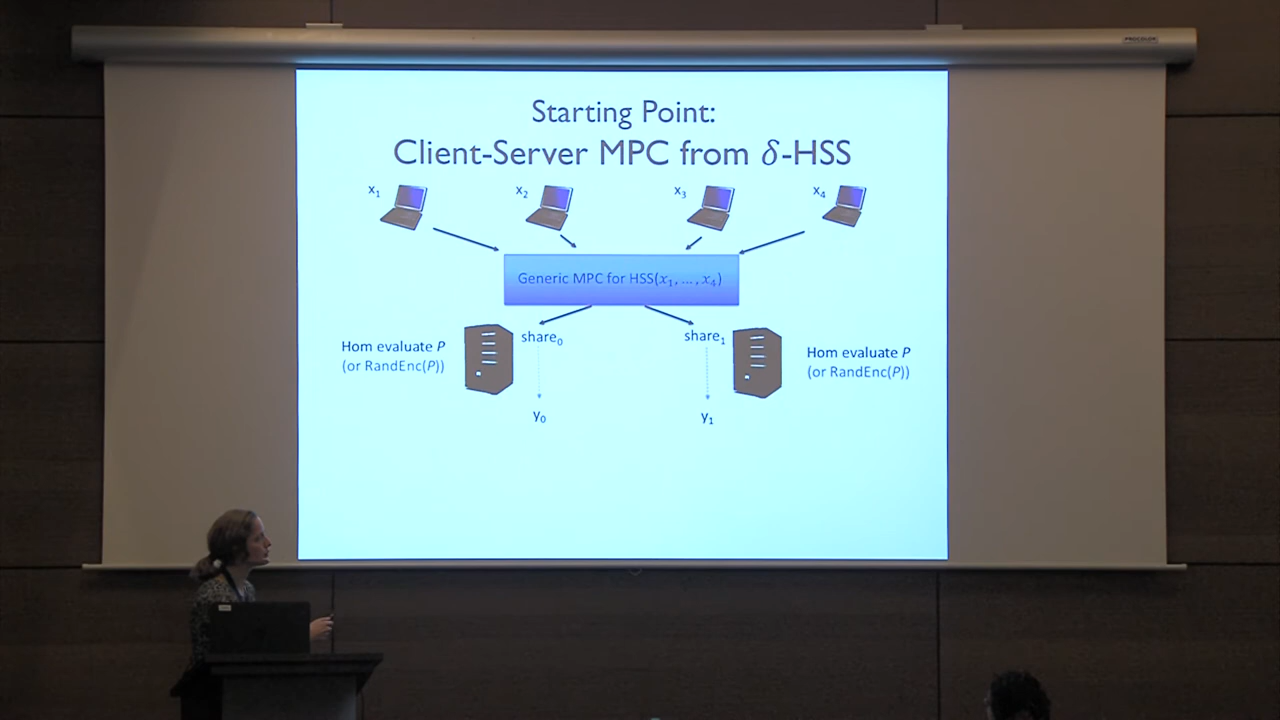 Starting Point:
Client-Server MPC from δ-HSS
x₁ x₂ x₃ x₄
Generic MPC for HSS(x₁, …, x₄)
share₀ share₁
Hom evaluate P
(or RandEnc(P))
Hom evaluate P
(or RandEnc(P))
y₀ y₁